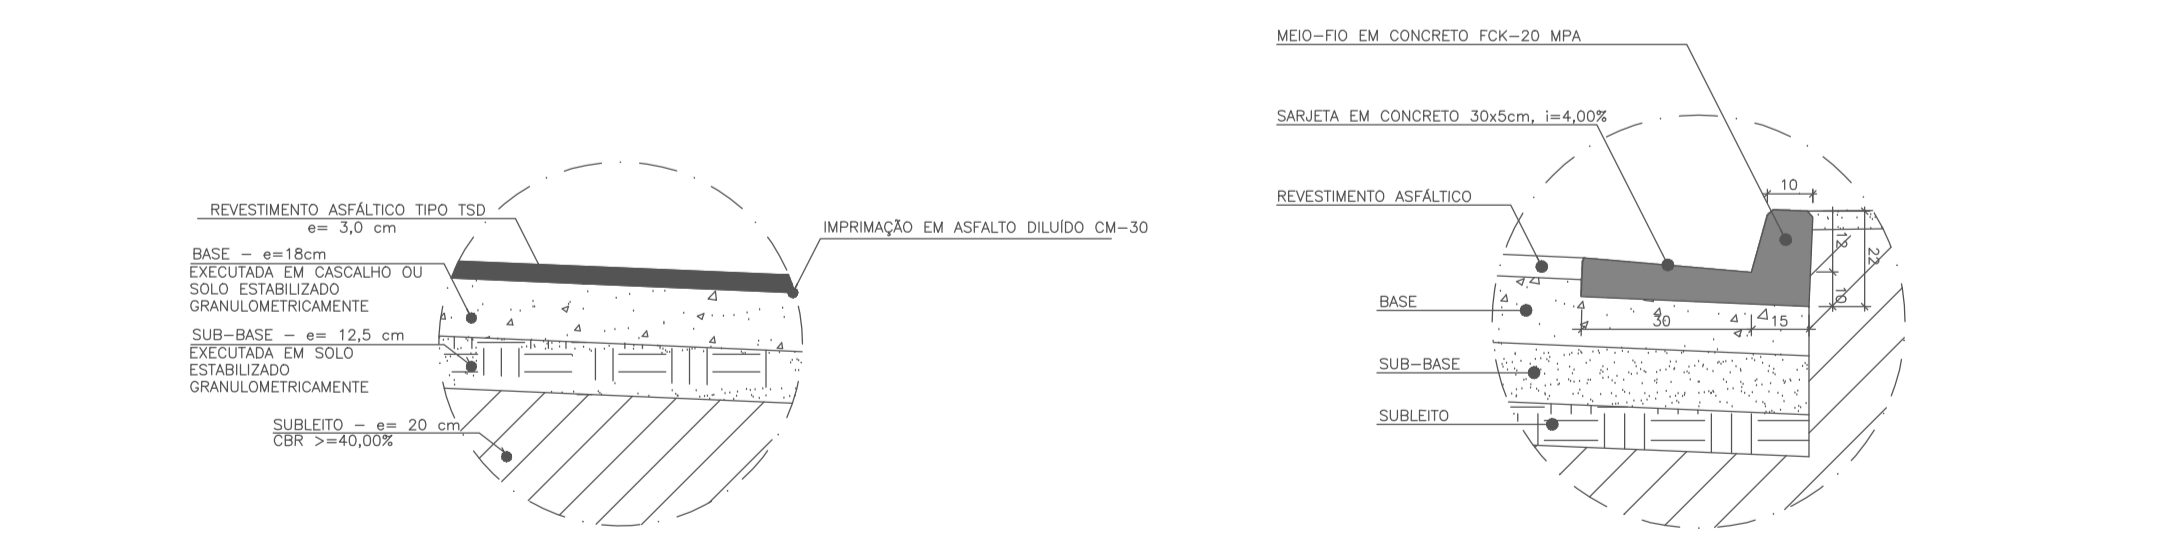 REVESTIMENTO ASFÁLTICO TIPO TSD
e= 3,0 cm
BASE – e=18cm
EXECUTADA EM CASCALHO OU
SOLO ESTABILIZADO
GRANULOMETRICAMENTE
SUB-BASE – e= 12,5 cm
EXECUTADA EM SOLO
ESTABILIZADO
GRANULOMETRICAMENTE
SUBLEITO – e= 20 cm
CBR >=40,00%
IMPRIMAÇÃO EM ASFALTO DILUÍDO CM-30
MEIO-FIO EM CONCRETO FCK-20 MPA
SARJETA EM CONCRETO 30x5cm, i=4,00%
REVESTIMENTO ASFÁLTICO
BASE
SUB-BASE
SUBLEITO
10
12
22
10
30
15